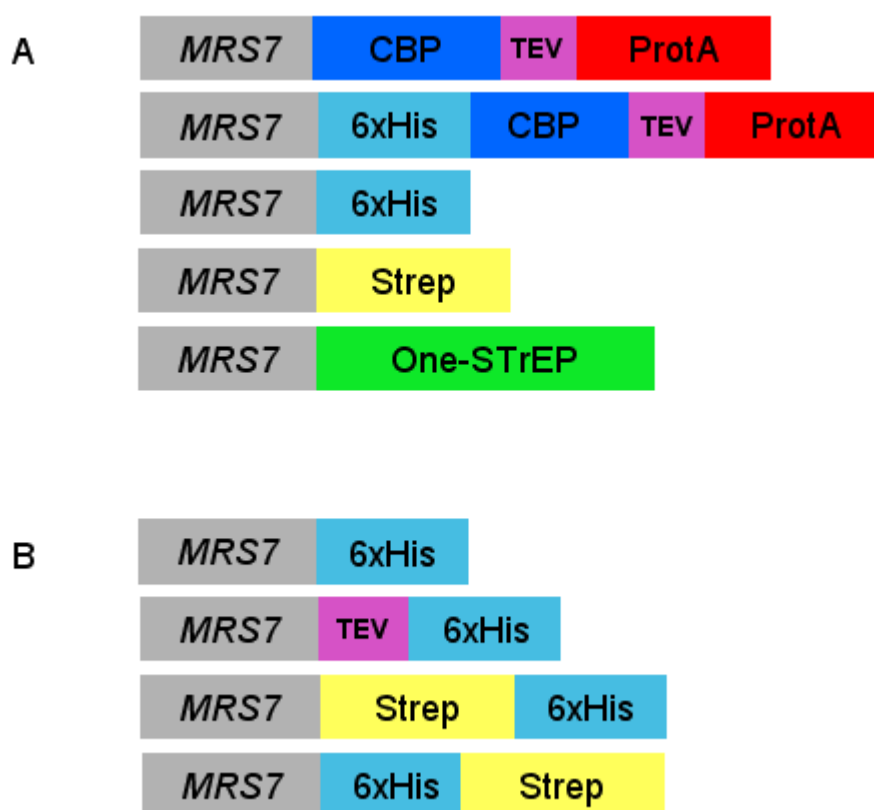 A
MRS7 CBP TEV ProtA
MRS7 6xHis CBP TEV ProtA
MRS7 6xHis
MRS7 Strep
MRS7 One-STrEP
B
MRS7 6xHis
MRS7 TEV 6xHis
MRS7 Strep 6xHis
MRS7 6xHis Strep